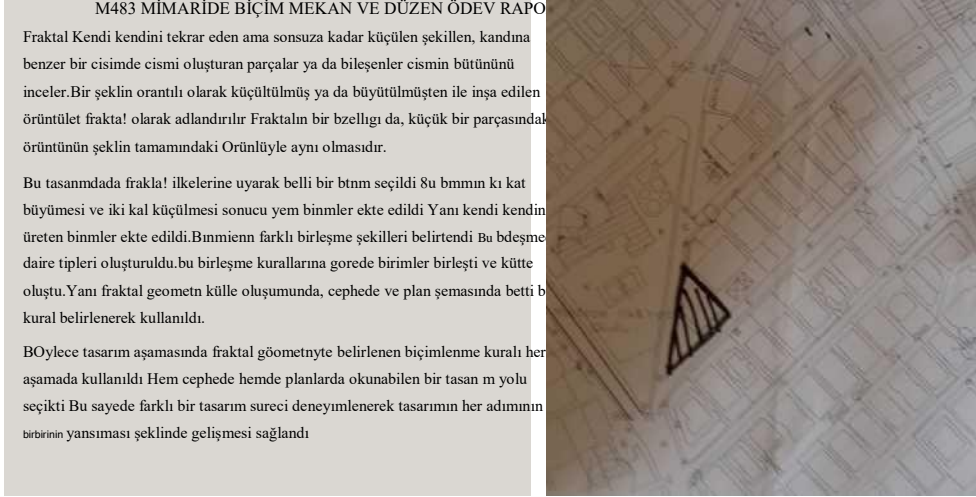 M483 MİMARİDE BİÇİM MEKAN VE DÜZEN ÖDEV RAPO
Fraktal Kendi kendini tekrar eden ama sonsuza kadar küçülen şekillen, kandına
benzer bir cisimde cismi oluşturan parçalar ya da bileşenler cismin bütününü
inceler.Bir şeklin orantılı olarak küçültülmüş ya da büyütülmüşten ile inşa edilen
örüntület frakta! olarak adlandırılır Fraktalın bir bzellıgı da, küçük bir parçasındak
örüntünün şeklin tamamındaki Orünlüyle aynı olmasıdır.
Bu tasanmdada frakla! ilkelerine uyarak belli bir btnm seçildi 8u bmmın kı kat
büyümesi ve iki kal küçülmesi sonucu yem binmler ekte edildi Yanı kendi kendin
üreten binmler ekte edildi.Bınmienn farklı birleşme şekilleri belirtendi Bu bdeşme
daire tipleri oluşturuldu.bu birleşme kurallarına gorede birimler birleşti ve kütte
oluştu.Yanı fraktal geometn külle oluşumunda, cephede ve plan şemasında betti b
kural belirlenerek kullanıldı.
BOylece tasarım aşamasında fraktal göometnyte belirlenen biçimlenme kuralı her
aşamada kullanıldı Hem cephede hemde planlarda okunabilen bir tasan m yolu
seçikti Bu sayede farklı bir tasarım sureci deneyımlenerek tasarımın her adımının
birbirinin yansıması şeklinde gelişmesi sağlandı